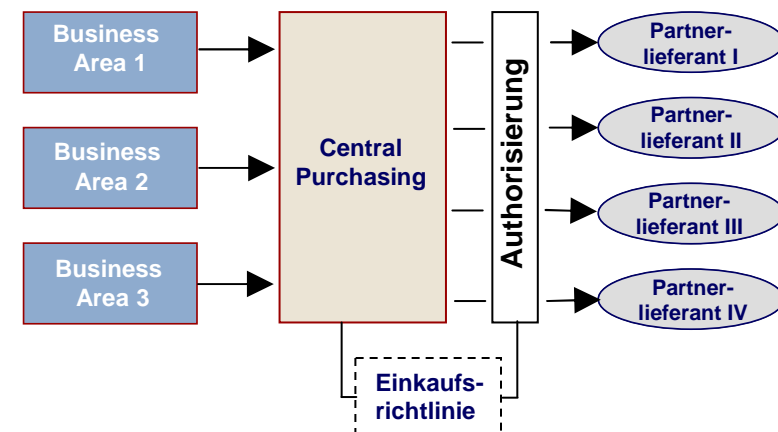 Business
Area 1
Business
Area 2
Business
Area 3
Central
Purchasing
Authorisierung
Partner-
lieferant I
Partner-
lieferant II
Partner-
lieferant III
Partner-
lieferant IV
Einkaufs-
richtlinie